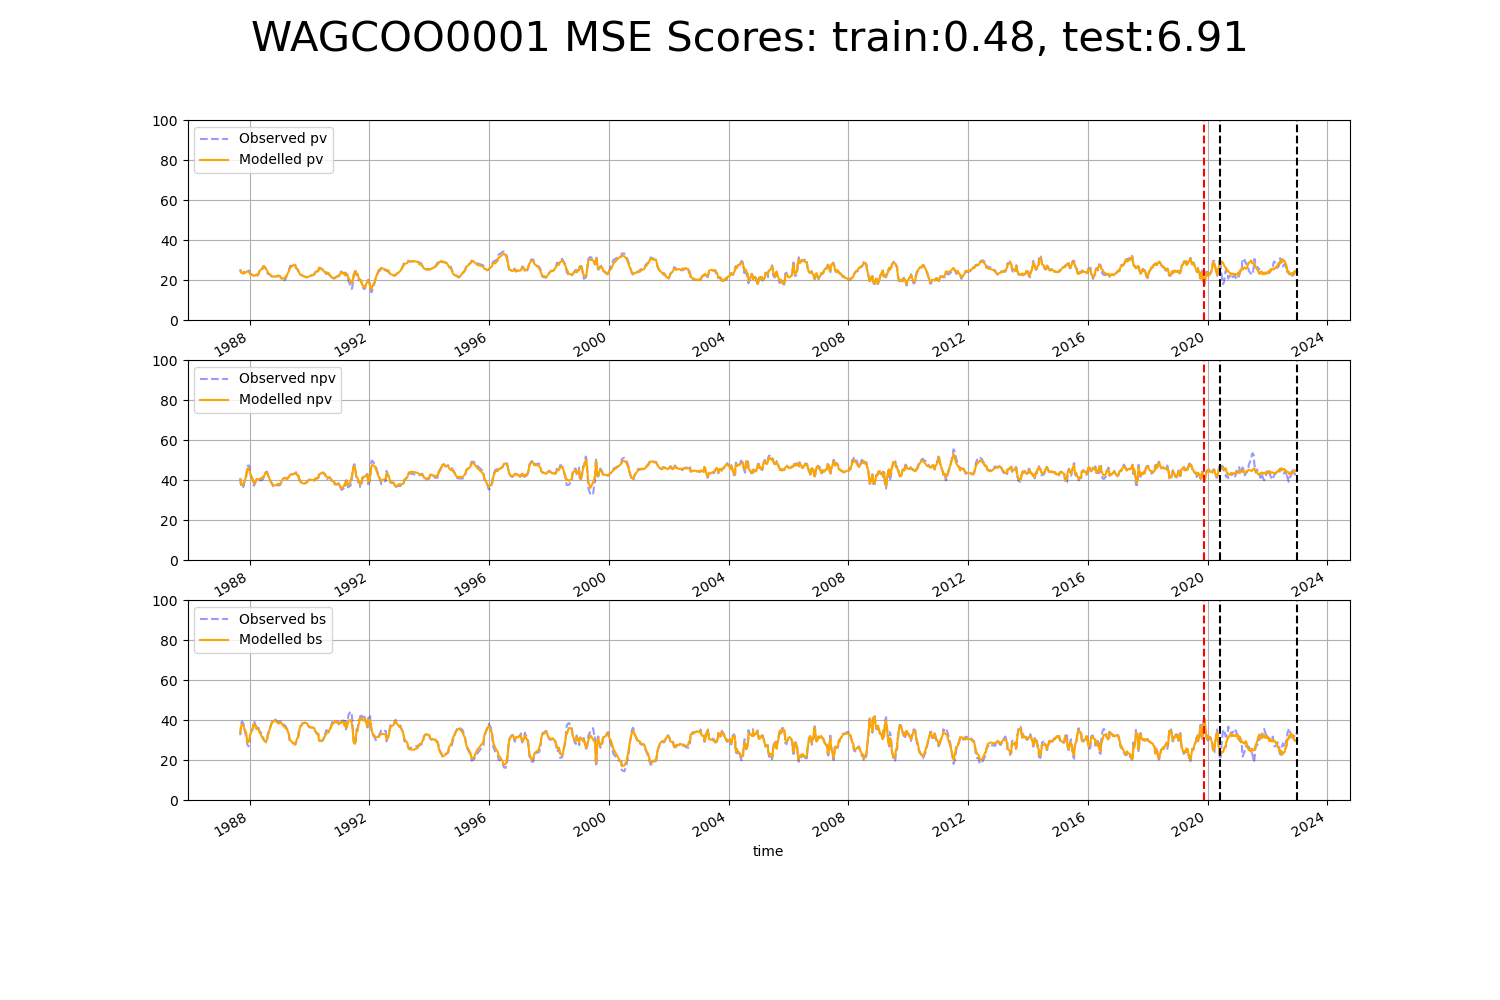 WAGCOO0001 MSE Scores: train:0.48, test:6.91
100
80
60
40
20
0
Observed pv
Modelled pv
1988 1992 1996 2000 2004 2008 2012 2016 2020 2024
100
80
60
40
20
0
Observed npv
Modelled npv
1988 1992 1996 2000 2004 2008 2012 2016 2020 2024
100
80
60
40
20
0
Observed bs
Modelled bs
1988 1992 1996 2000 2004 2008 2012 2016 2020 2024
time